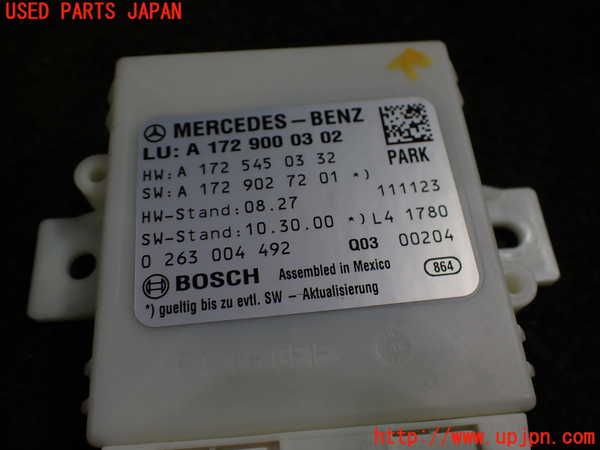 USED PARTS JAPAN
MERCEDES-BENZ
LU: A 172 900 03 02
HW: A 172 545 03 32
PARK
SW: A 172 902 72 01 *)
HW-Stand: 08.27
111123
SW-Stand: 10.30.00 *) L4 1780
0 263 004 492
Q03 00204
BOSCH Assembled in Mexico
864
*) gueltig bis zu evtl. SW – Aktualisierung
http://www.upjpn.com